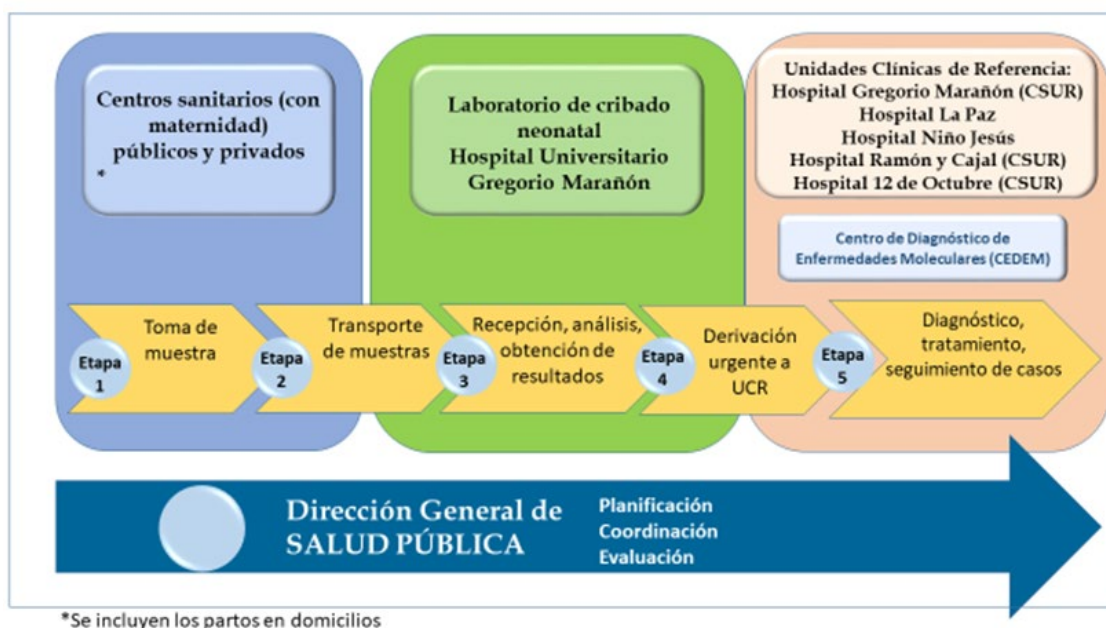 Centros sanitarios (con
maternidad)
públicos y privados
*
Laboratorio de cribado
neonatal
Hospital Universitario
Gregorio Marañón
Unidades Clínicas de Referencia:
Hospital Gregorio Marañón (CSUR)
Hospital La Paz
Hospital Niño Jesús
Hospital Ramón y Cajal (CSUR)
Hospital 12 de Octubre (CSUR)
Centro de Diagnóstico de
Enfermedades Moleculares (CEDEM)
Etapa
1
Toma de
muestra
Etapa
2
Transporte
de muestras
Etapa
3
Recepción, análisis,
obtención de
resultados
Etapa
4
Derivación
urgente a
UCR
Etapa
5
Diagnóstico,
tratamiento,
seguimiento de casos
Dirección General de
SALUD PÚBLICA
Planificación
Coordinación
Evaluación
*Se incluyen los partos en domicilios